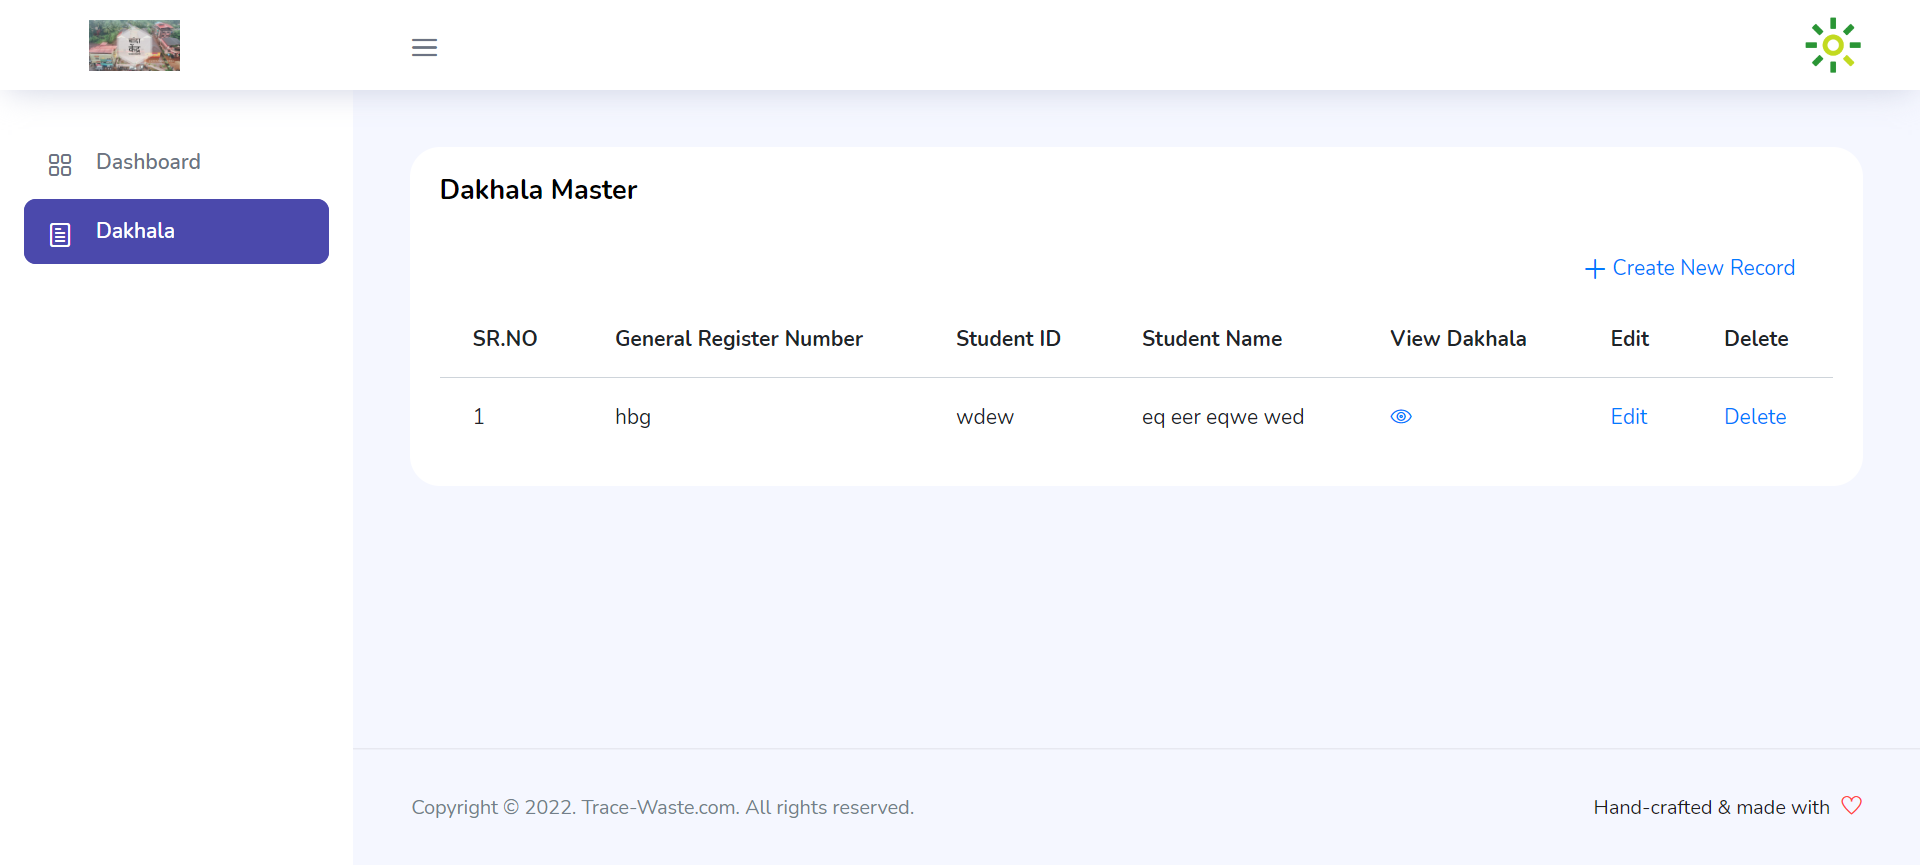 बांदा
केंद्र
Dashboard
Dakhala
Dakhala Master
Create New Record
SR.NO General Register Number Student ID Student Name View Dakhala Edit Delete
1 hbg wdew eq eer eqwe wed Edit Delete
Copyright © 2022. Trace-Waste.com. All rights reserved.
Hand-crafted & made with